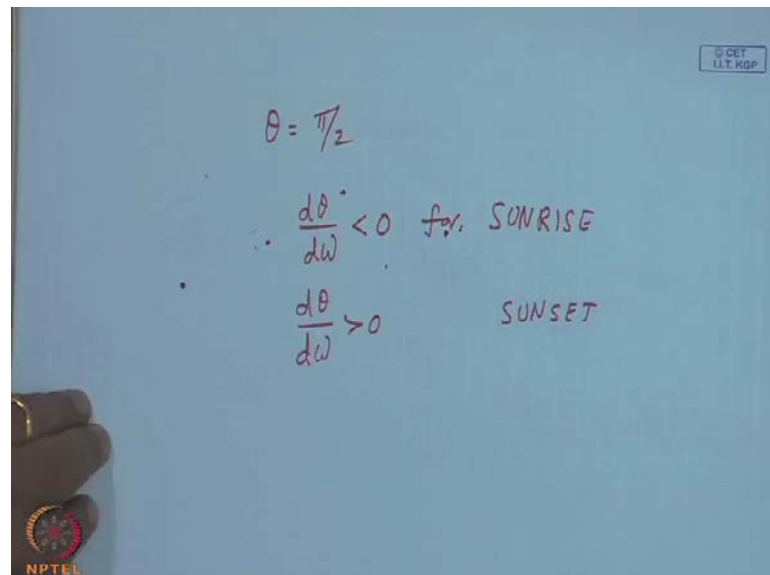 © CET
I.I.T. KGP
θ = π/2
dθ/dω < 0 for. SUNRISE
dθ/dω > 0 SUNSET
NPTEL